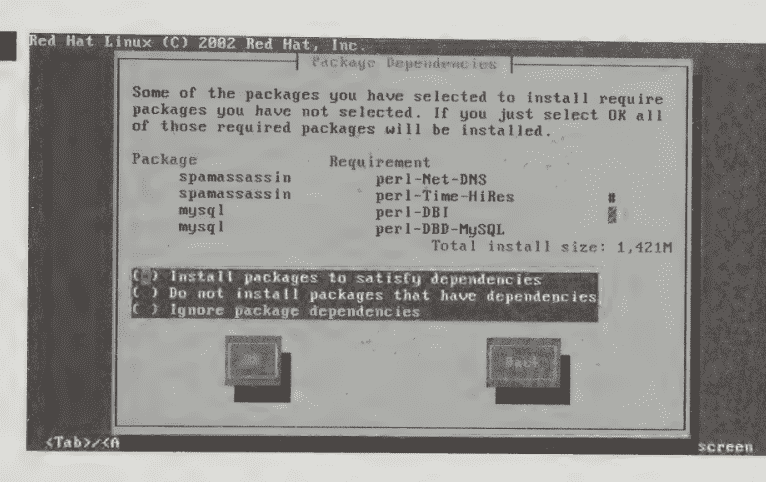 Red Hat Linux (C) 2002 Red Hat, Inc.
Package Dependencies
Some of the packages you have selected to install require
packages you have not selected. If you just select OK all
of those required packages will be installed.
Package Requirement
spamassassin perl-Net-DNS
spamassassin perl-Time-HiRes #
mysql perl-DBI
mysql perl-DBD-MySQL
Total install size: 1,421M
( ) Install packages to satisfy dependencies
( ) Do not install packages that have dependencies
( ) Ignore package dependencies
Back
<Tab>/<A screen